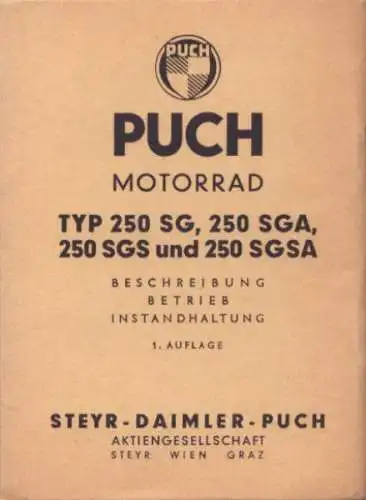 PUCH
PUCH
MOTORRAD
TYP 250 SG, 250 SGA,
250 SGS und 250 SGSA
BESCHREIBUNG
BETRIEB
INSTANDHALTUNG
1. AUFLAGE
STEYR-DAIMLER-PUCH
AKTIENGESELLSCHAFT
STEYR WIEN GRAZ